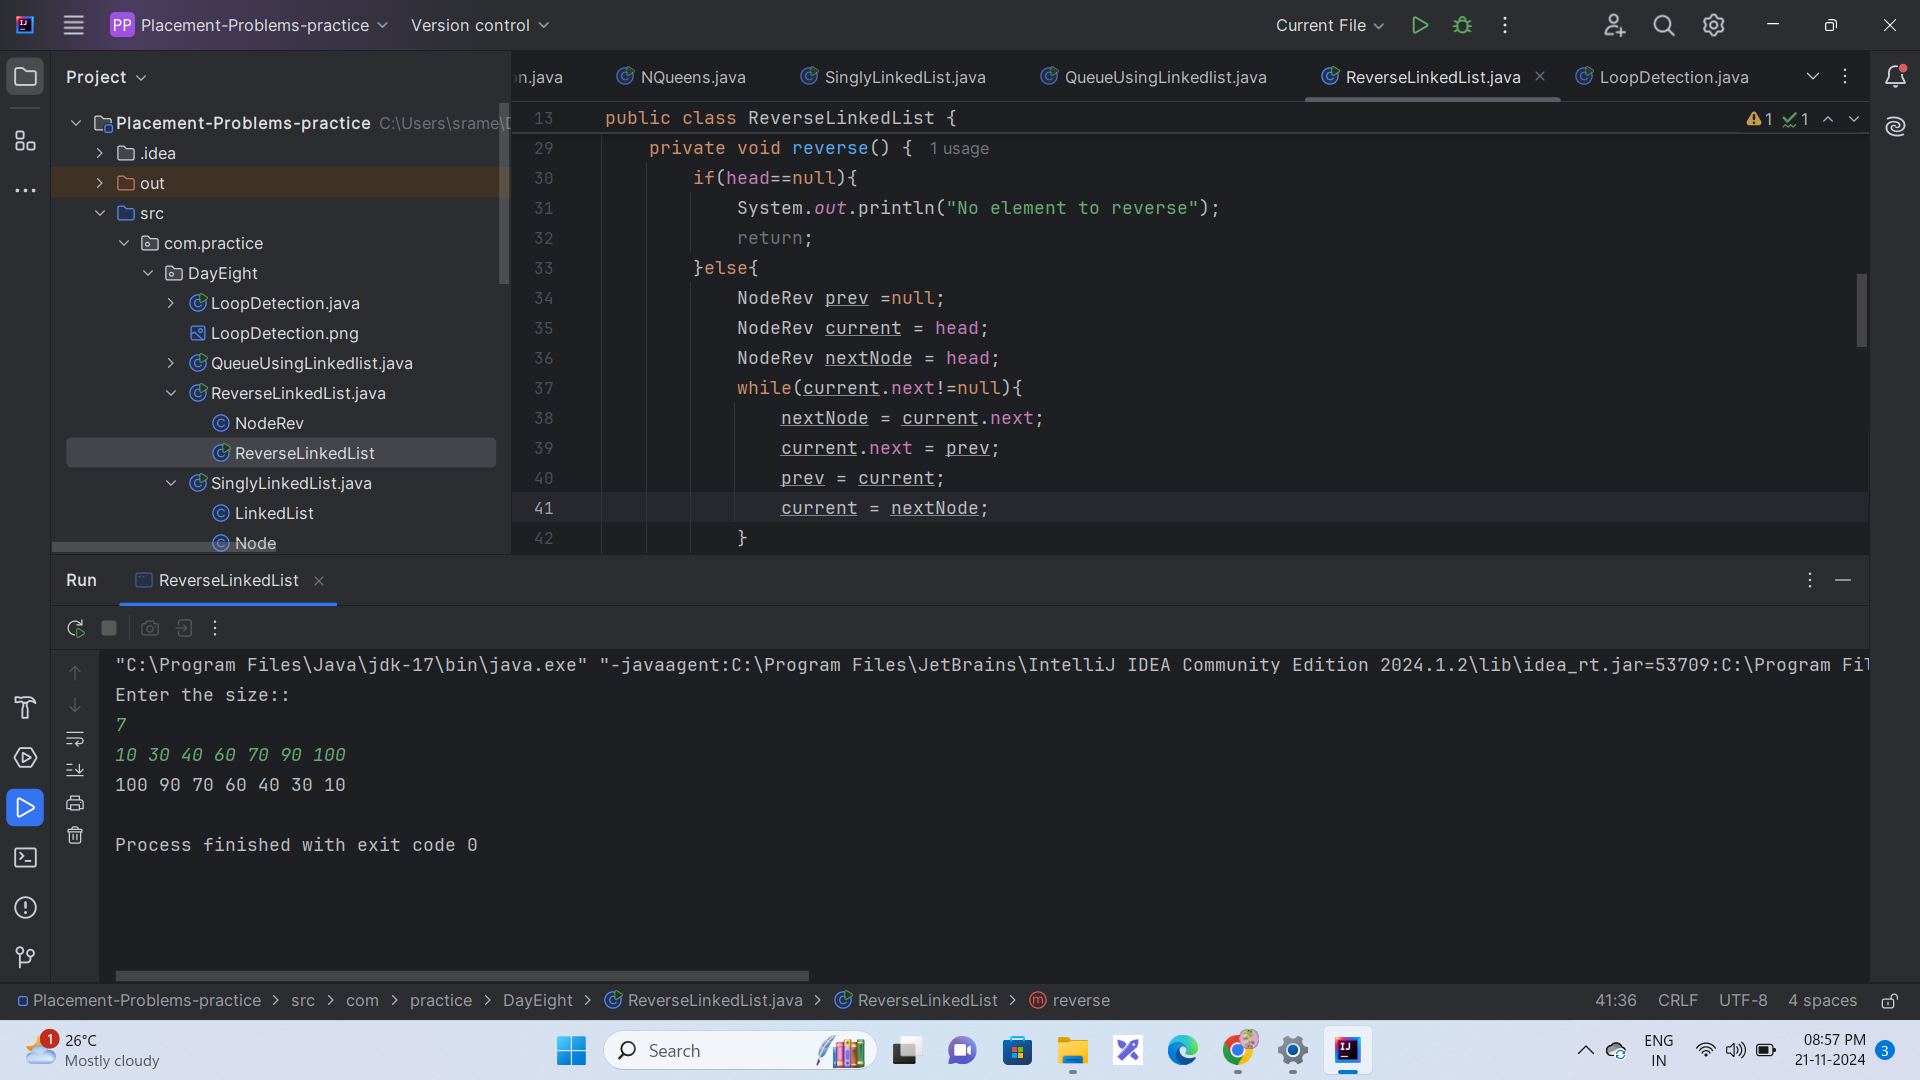 PP Placement-Problems-practice Version control Current File
Project
n.java NQueens.java SinglyLinkedList.java QueueUsingLinkedlist.java ReverseLinkedList.java LoopDetection.java
Placement-Problems-practice C:\Users\srame\D
.idea
out
src
com.practice
DayEight
LoopDetection.java
LoopDetection.png
QueueUsingLinkedlist.java
ReverseLinkedList.java
NodeRev
ReverseLinkedList
SinglyLinkedList.java
LinkedList
Node
13 public class ReverseLinkedList { 1 1
29 private void reverse() { 1 usage
30 if(head==null){
31 System.out.println("No element to reverse");
32 return;
33 }else{
34 NodeRev prev =null;
35 NodeRev current = head;
36 NodeRev nextNode = head;
37 while(current.next!=null){
38 nextNode = current.next;
39 current.next = prev;
40 prev = current;
41 current = nextNode;
42 }
Run ReverseLinkedList
"C:\Program Files\Java\jdk-17\bin\java.exe" "-javaagent:C:\Program Files\JetBrains\IntelliJ IDEA Community Edition 2024.1.2\lib\idea_rt.jar=53709:C:\Program Fil
Enter the size::
7
10 30 40 60 70 90 100
100 90 70 60 40 30 10
Process finished with exit code 0
Placement-Problems-practice > src > com > practice > DayEight > ReverseLinkedList.java > ReverseLinkedList > reverse 41:36 CRLF UTF-8 4 spaces
1 26°C
Mostly cloudy
Search
ENG
IN
08:57 PM
21-11-2024
3